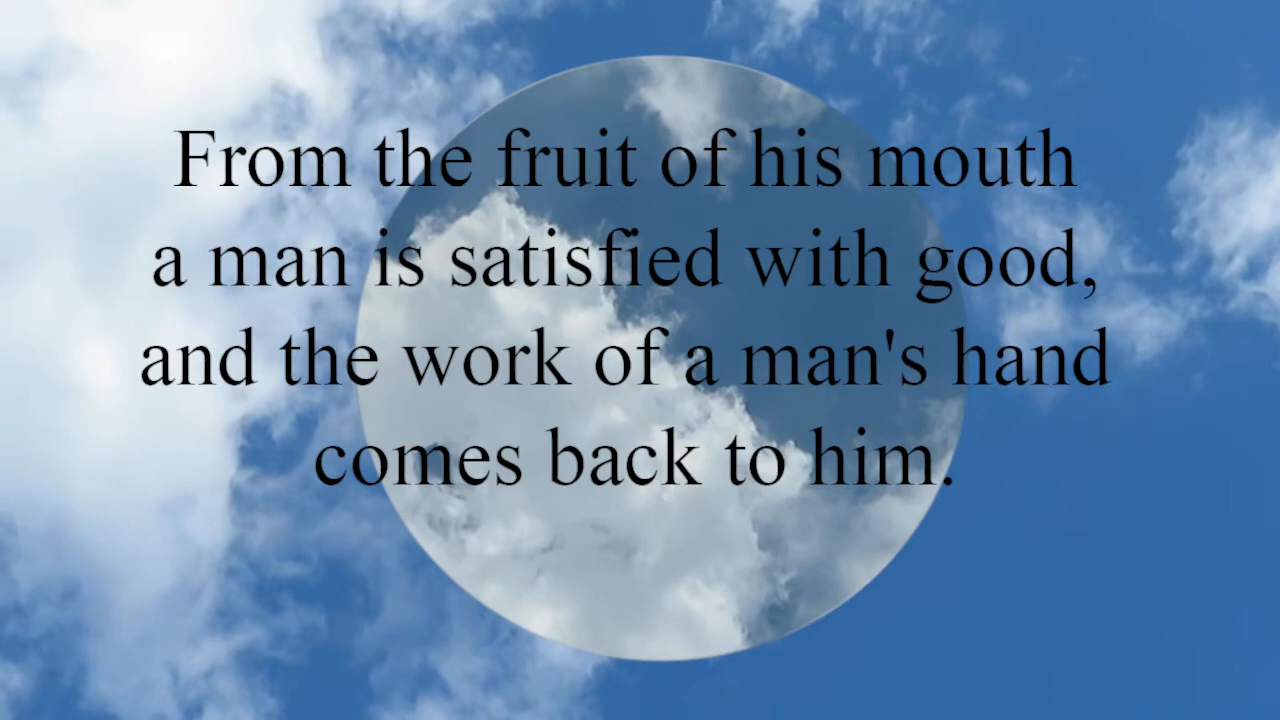 From the fruit of his mouth
a man is satisfied with good,
and the work of a man's hand
comes back to him.